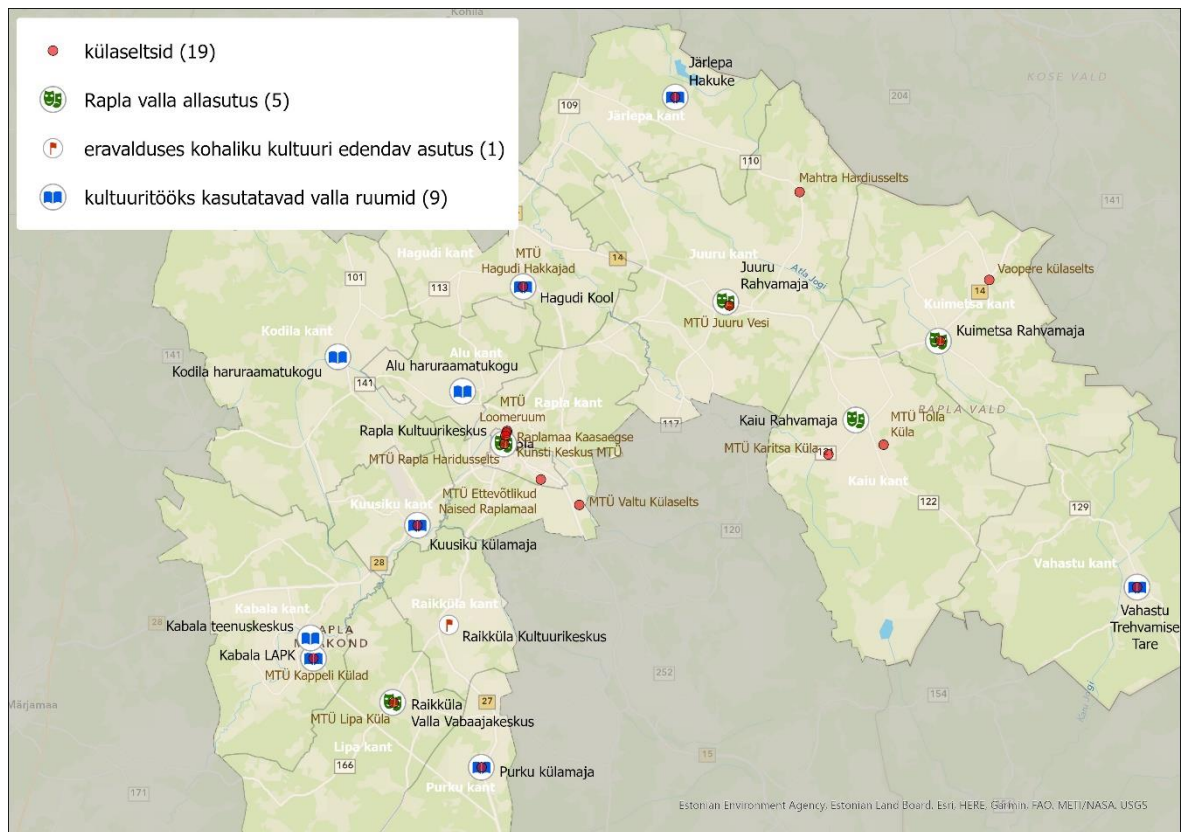 Kohila
külaseltsid (19)
Rapla valla allasutus (5)
eravalduses kohaliku kultuuri edendav asutus (1)
kultuuritööks kasutatavad valla ruumid (9)
Järlepa
Hakuke
KOSE VALD
204
109
Järlepa kant
110
Mahtra Hardiusselts
141
Hagudi kant
MTÜ
Hagudi Hakkajad
14
Juuru kant
Juuru
Rahvamaja
Atla Jõgi
Vaopere külaselts
14
Kuimetsa kant
101
113
Hagudi Kool
MTÜ Juuru Vesi
Kuimetsa Rahvamaja
Kodila kant
141
Kodila haruraamatukogu
141
Alu kant
Alu haruraamatukogu
Rapla kant
MTÜ
Loomeruum
Rapla Kultuurikeskus
Raplamaa Kaasaegse
Kunsti Keskus MTÜ
MTÜ Rapla Haridusselts
117
Kaiu Rahvamaja
RAPLA VALD
MTÜ Tolla
Küla
MTÜ Karitsa Küla
Kaiu kant
MTÜ Ettevõtlikud
Naised Raplamaal
MTÜ Valtu Külaselts
122
129
120
Kuusiku kant
Kuusiku külamaja
28
Vahastu kant
Vahastu
Trehvamise
Tare
28
Kabala kant
Kabala teenuskeskus
Kabala LAPK
MTÜ Kappeli Külad
Raikküla kant
Raikküla Kultuurikeskus
252
154
Märjamaa
MTÜ Lipa Küla
Raikküla
Valla Vabaajakeskus
27
Lipa kant
166
15
Purku külamaja
Purku kant
171
Estonian Environment Agency, Estonian Land Board, Esri, HERE, Garmin, FAO, METI/NASA, USGS